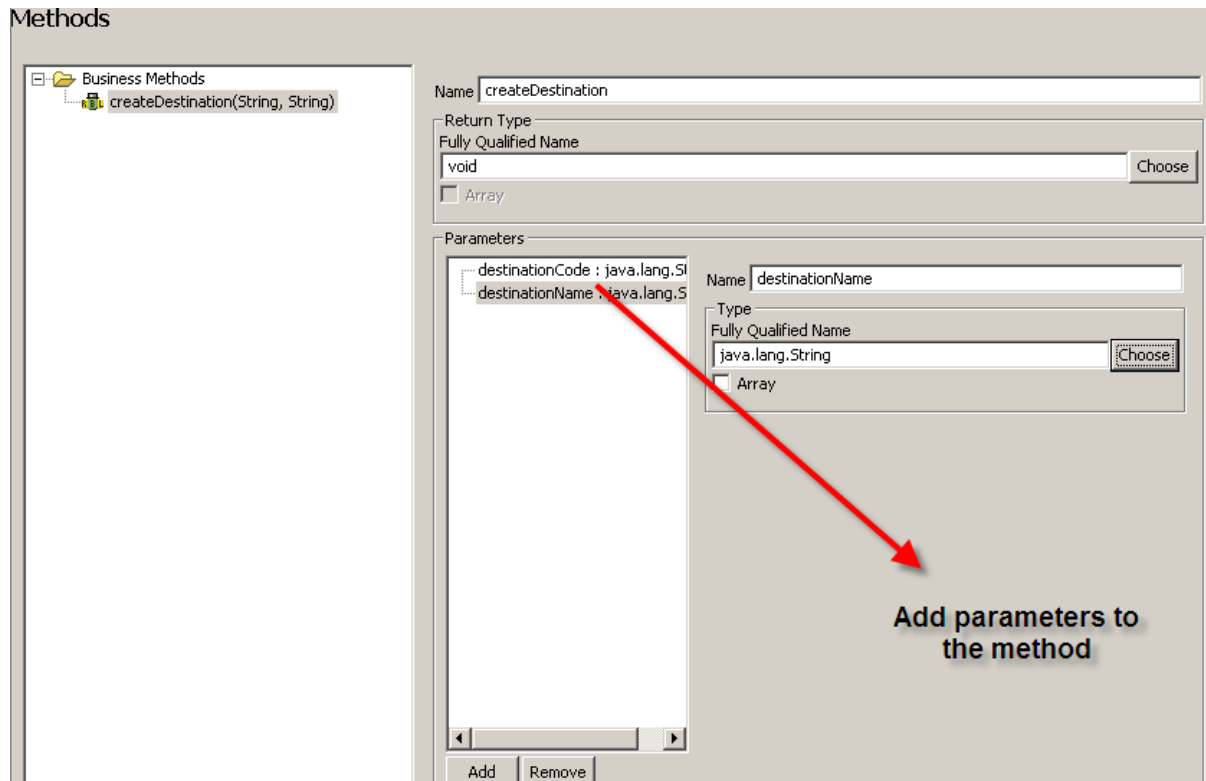 Methods
Business Methods
createDestination(String, String)
Name createDestination
Return Type
Fully Qualified Name
void Choose
Array
Parameters
destinationCode : java.lang.St
destinationName : java.lang.S
Name destinationName
Type
Fully Qualified Name
java.lang.String Choose
Array
Add parameters to
the method
Add Remove